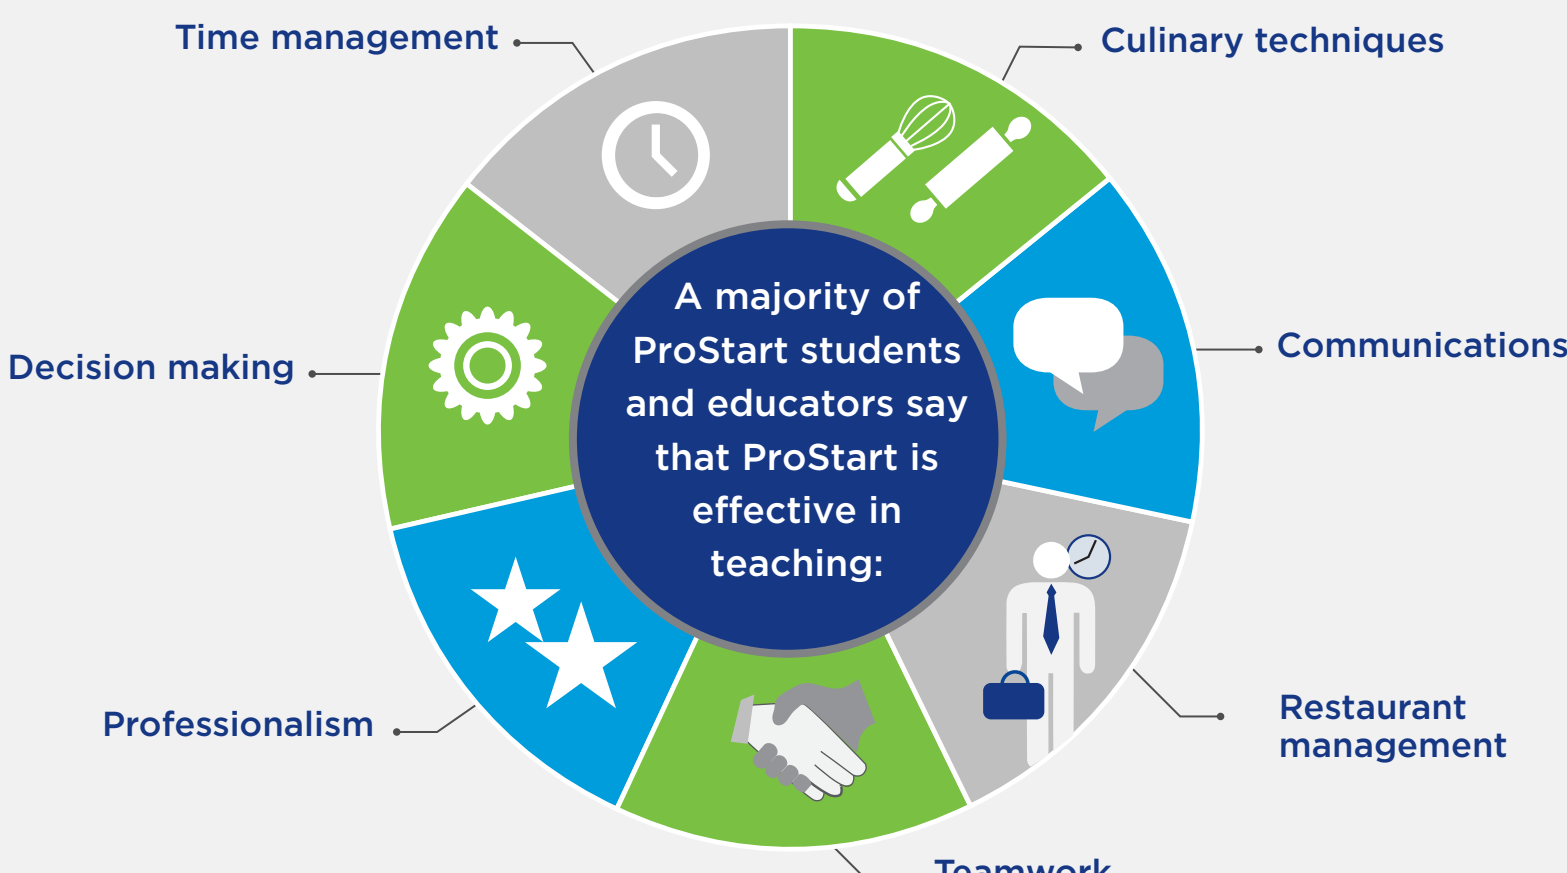 Time management
Culinary techniques
A majority of
ProStart students
and educators say
that ProStart is
effective in
teaching:
Communications
Decision making
Restaurant
management
Professionalism
Teamwork